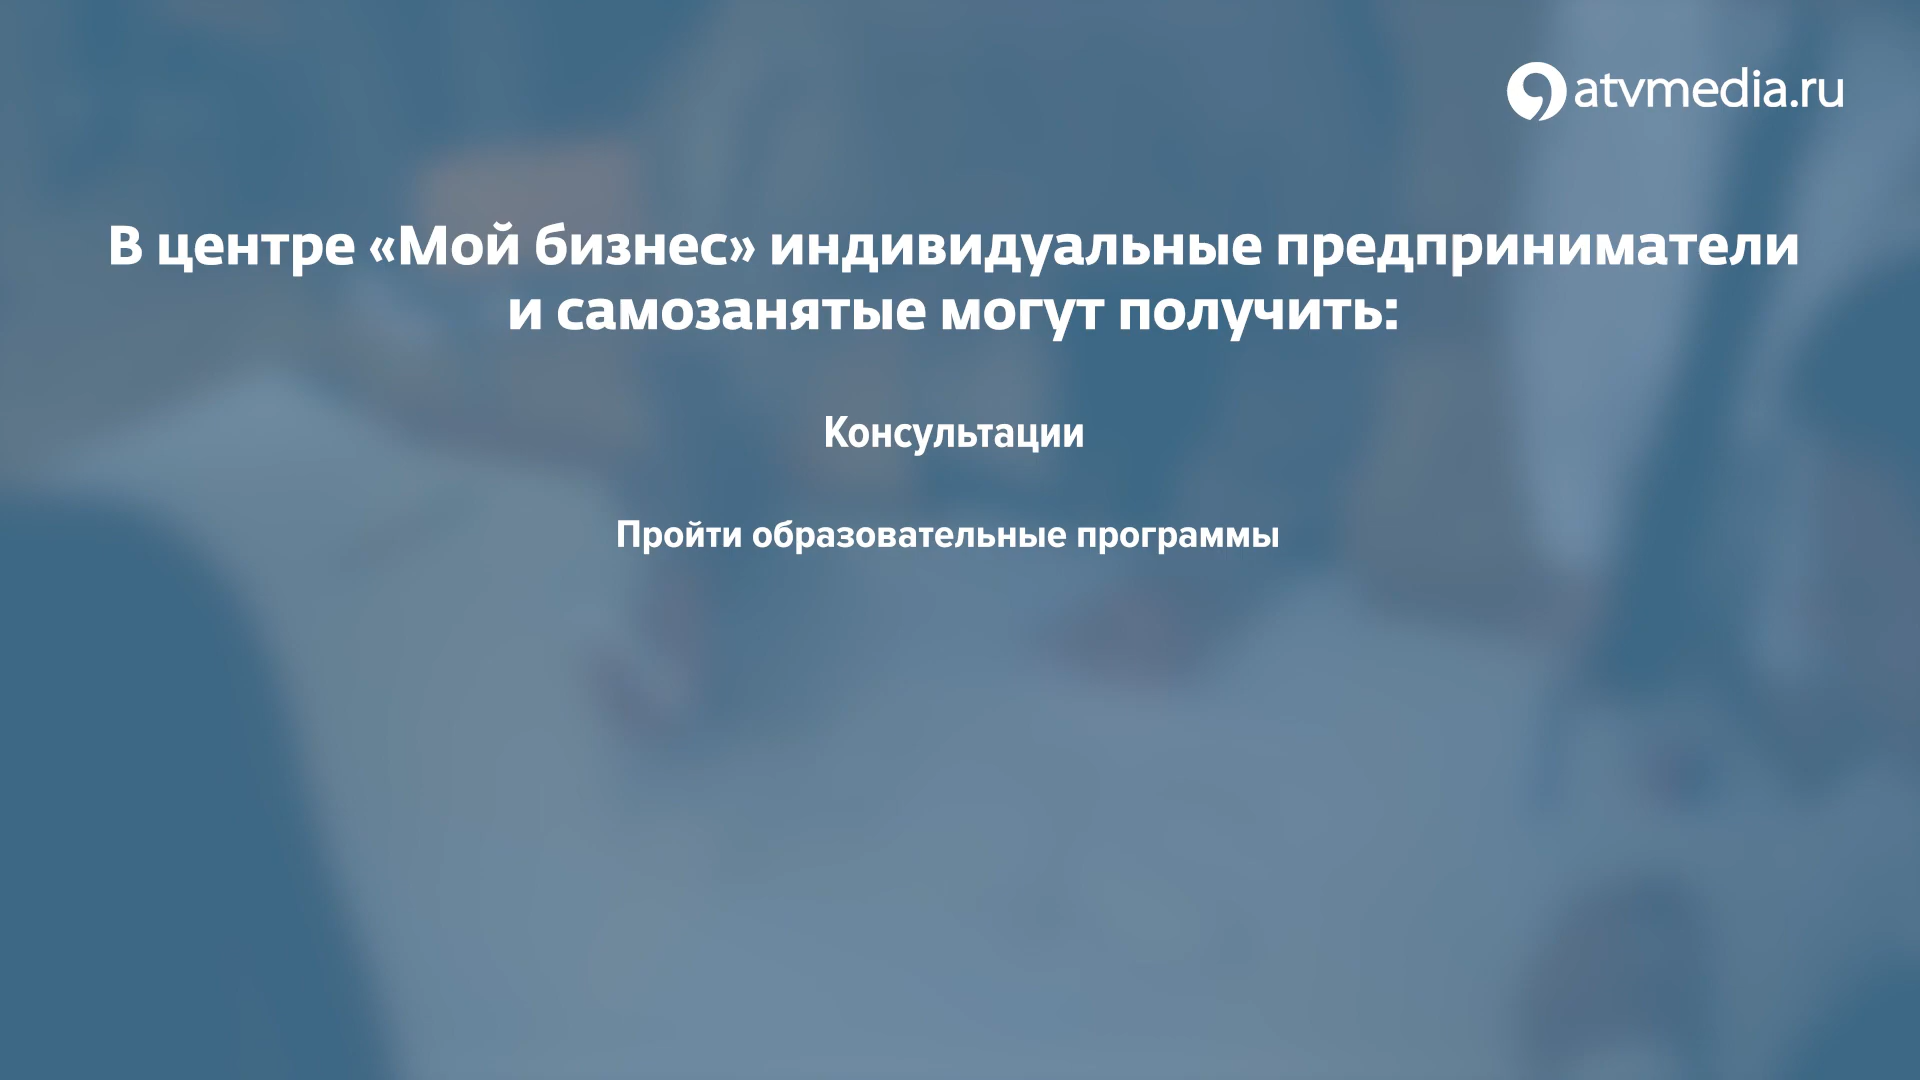 atvmedia.ru
В центре «Мой бизнес» индивидуальные предприниматели
и самозанятые могут получить:
Консультации
Пройти образовательные программы